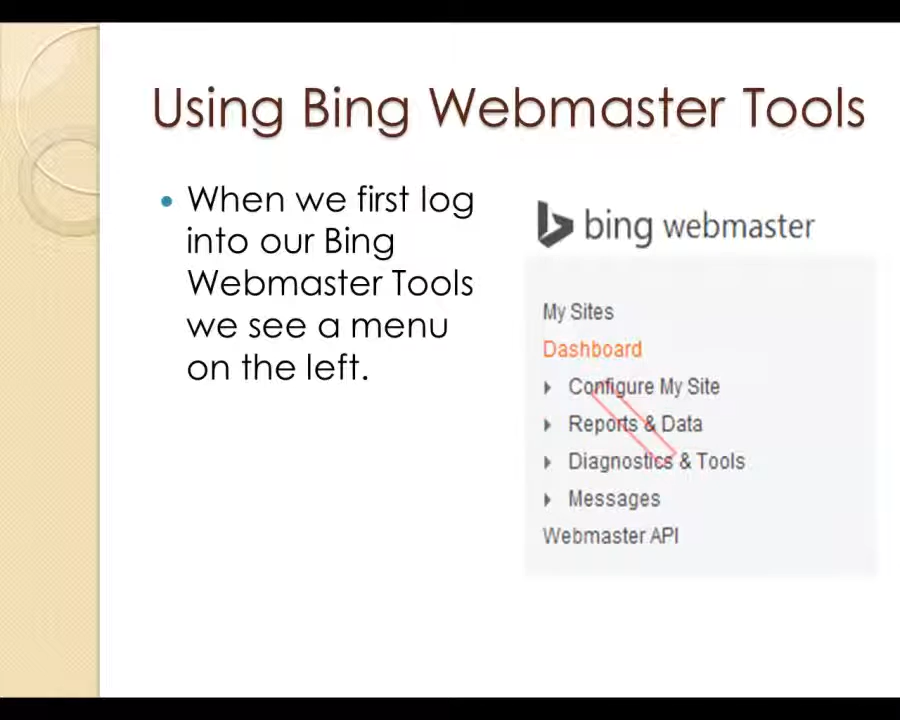 Using Bing Webmaster Tools
When we first log
into our Bing
Webmaster Tools
we see a menu
on the left.
bing webmaster
My Sites
Dashboard
Configure My Site
Reports & Data
Diagnostics & Tools
Messages
Webmaster API